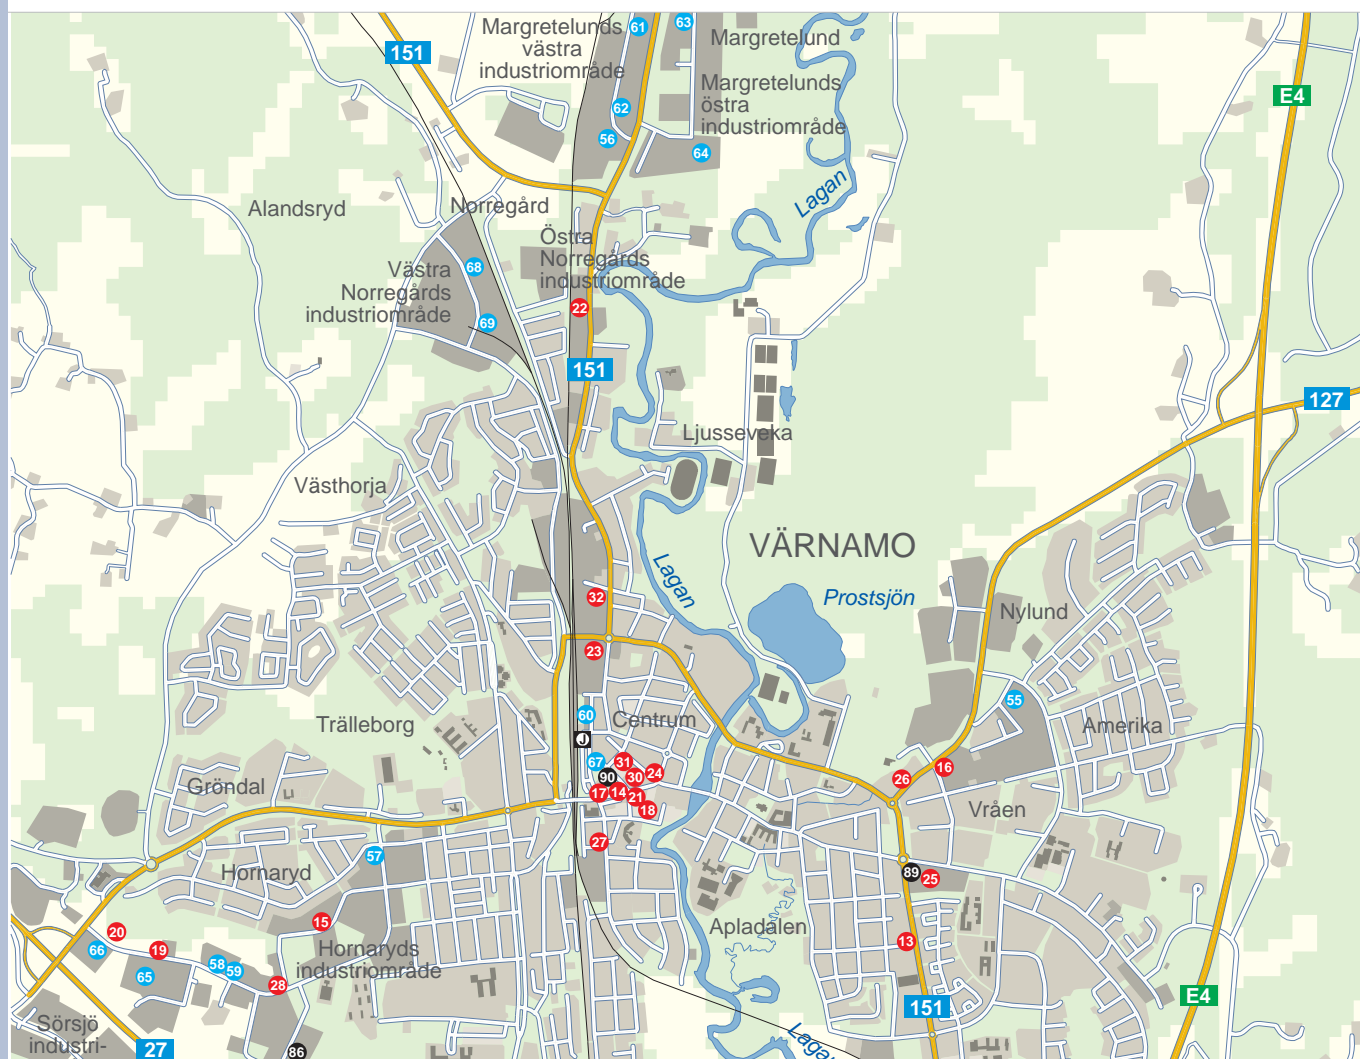 61
63
Margretelunds
västra
industriområde
151
Margretelund
Margretelunds
östra
industriområde
E4
62
56
64
Lagan
Alandsryd
Norregård
Östra
Norregårds
industriområde
68
Västra
Norregårds
industriområde
69
22
151
127
Ljusseveka
Västhorja
VÄRNAMO
Lagan
Prostsjön
32
Nylund
23
55
60
Centrum
Trälleborg
Amerika
J
67
31
24
90
30
16
26
Gröndal
17
14
21
18
Vråen
27
57
Hornaryd
89
25
15
20
Apladalen
13
66
19
Hornaryds
industriområde
58
59
65
28
E4
151
Sörsjö
industri-
27
86
Lagan